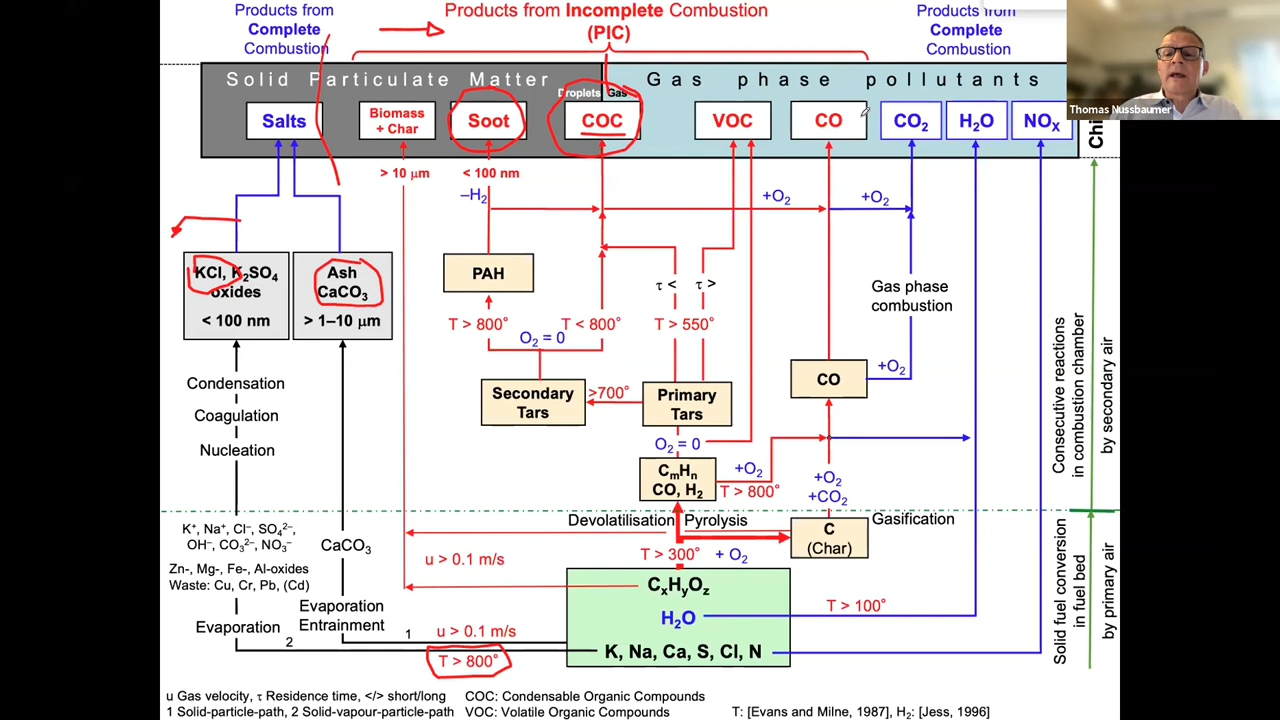 Products from
Complete
Combustion
Products from Incomplete Combustion
(PIC)
Products from
Complete
Combustion
Thomas Nussbaumer
Solid Particulate Matter
Gas phase pollutants
Droplets
Gas
Salts
Biomass
+ Char
Soot
COC
VOC
CO
CO2
H2O
NOX
> 10 µm
< 100 nm
–H2
+O2
+O2
KCl, K2SO4
oxides
< 100 nm
Ash
CaCO3
> 1–10 µm
PAH
τ <
τ >
Gas phase
combustion
T > 800°
T < 800°
T > 550°
O2 = 0
Condensation
Coagulation
Nucleation
Secondary
Tars
>700°
Primary
Tars
CO
+O2
O2 = 0
CmHn
CO, H2
+O2
T > 800°
+O2
+CO2
Consecutive reactions
in combustion chamber
by secondary air
K+, Na+, Cl–, SO42–,
OH–, CO32–, NO3–
Zn-, Mg-, Fe-, Al-oxides
Waste: Cu, Cr, Pb, (Cd)
CaCO3
Devolatilisation
Pyrolysis
C
(Char)
Gasification
T > 300°
+ O2
u > 0.1 m/s
CxHyOz
H2O
T > 100°
K, Na, Ca, S, Cl, N
Evaporation
Evaporation
Entrainment
1
2
u > 0.1 m/s
T > 800°
Solid fuel conversion
in fuel bed
by primary air
u Gas velocity, τ Residence time, </> short/long
COC: Condensable Organic Compounds
1 Solid-particle-path, 2 Solid-vapour-particle-path
VOC: Volatile Organic Compounds
T: [Evans and Milne, 1987], H2: [Jess, 1996]